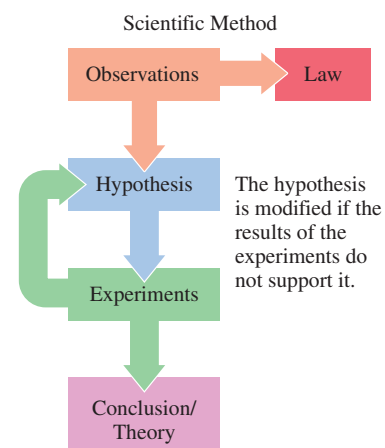 Scientific Method
Observations
Law
Hypothesis
The hypothesis
is modified if the
results of the
experiments do
not support it.
Experiments
Conclusion/
Theory